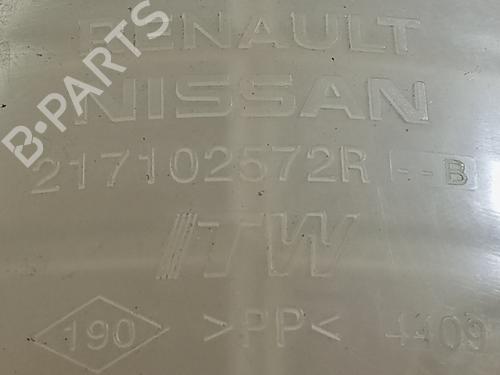 B-PARTS
RENAULT
NISSAN
217102572R --B
ITW
190 >PP< 4409